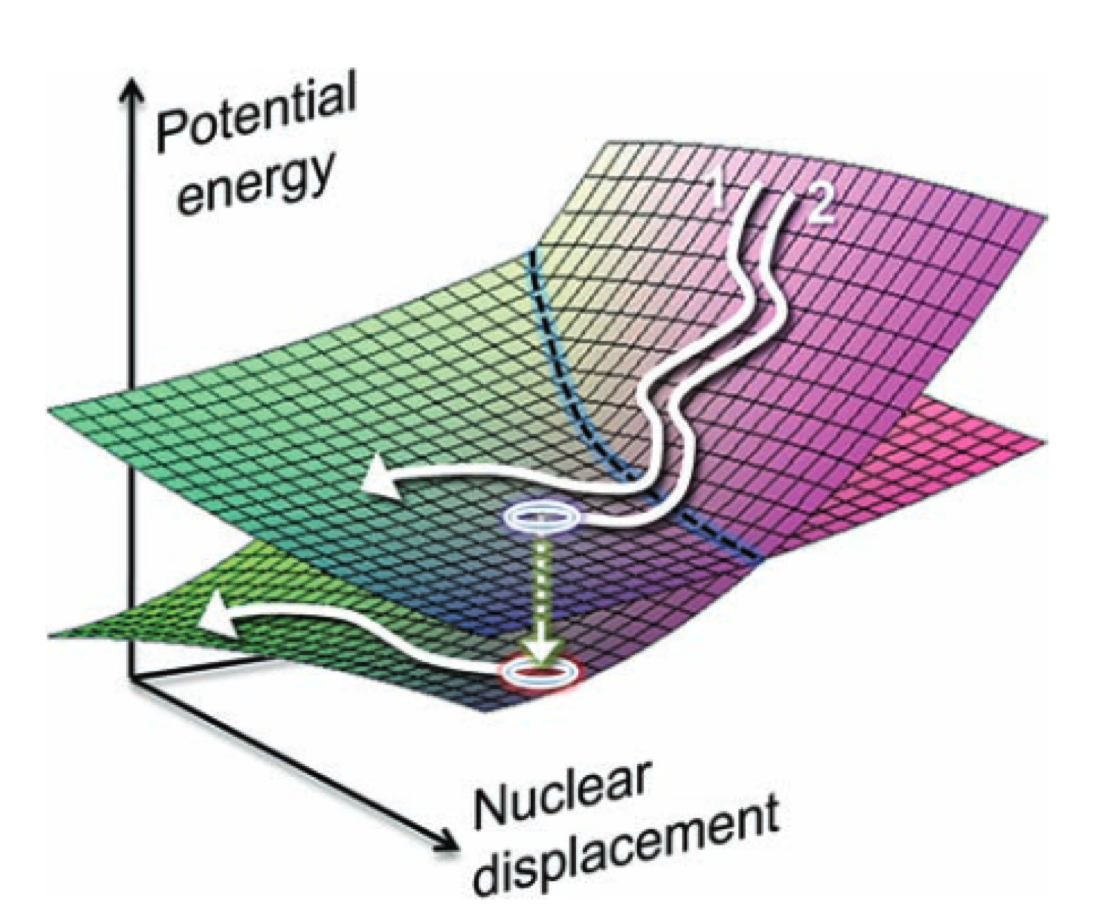 Potential
energy
1 2
Nuclear
displacement